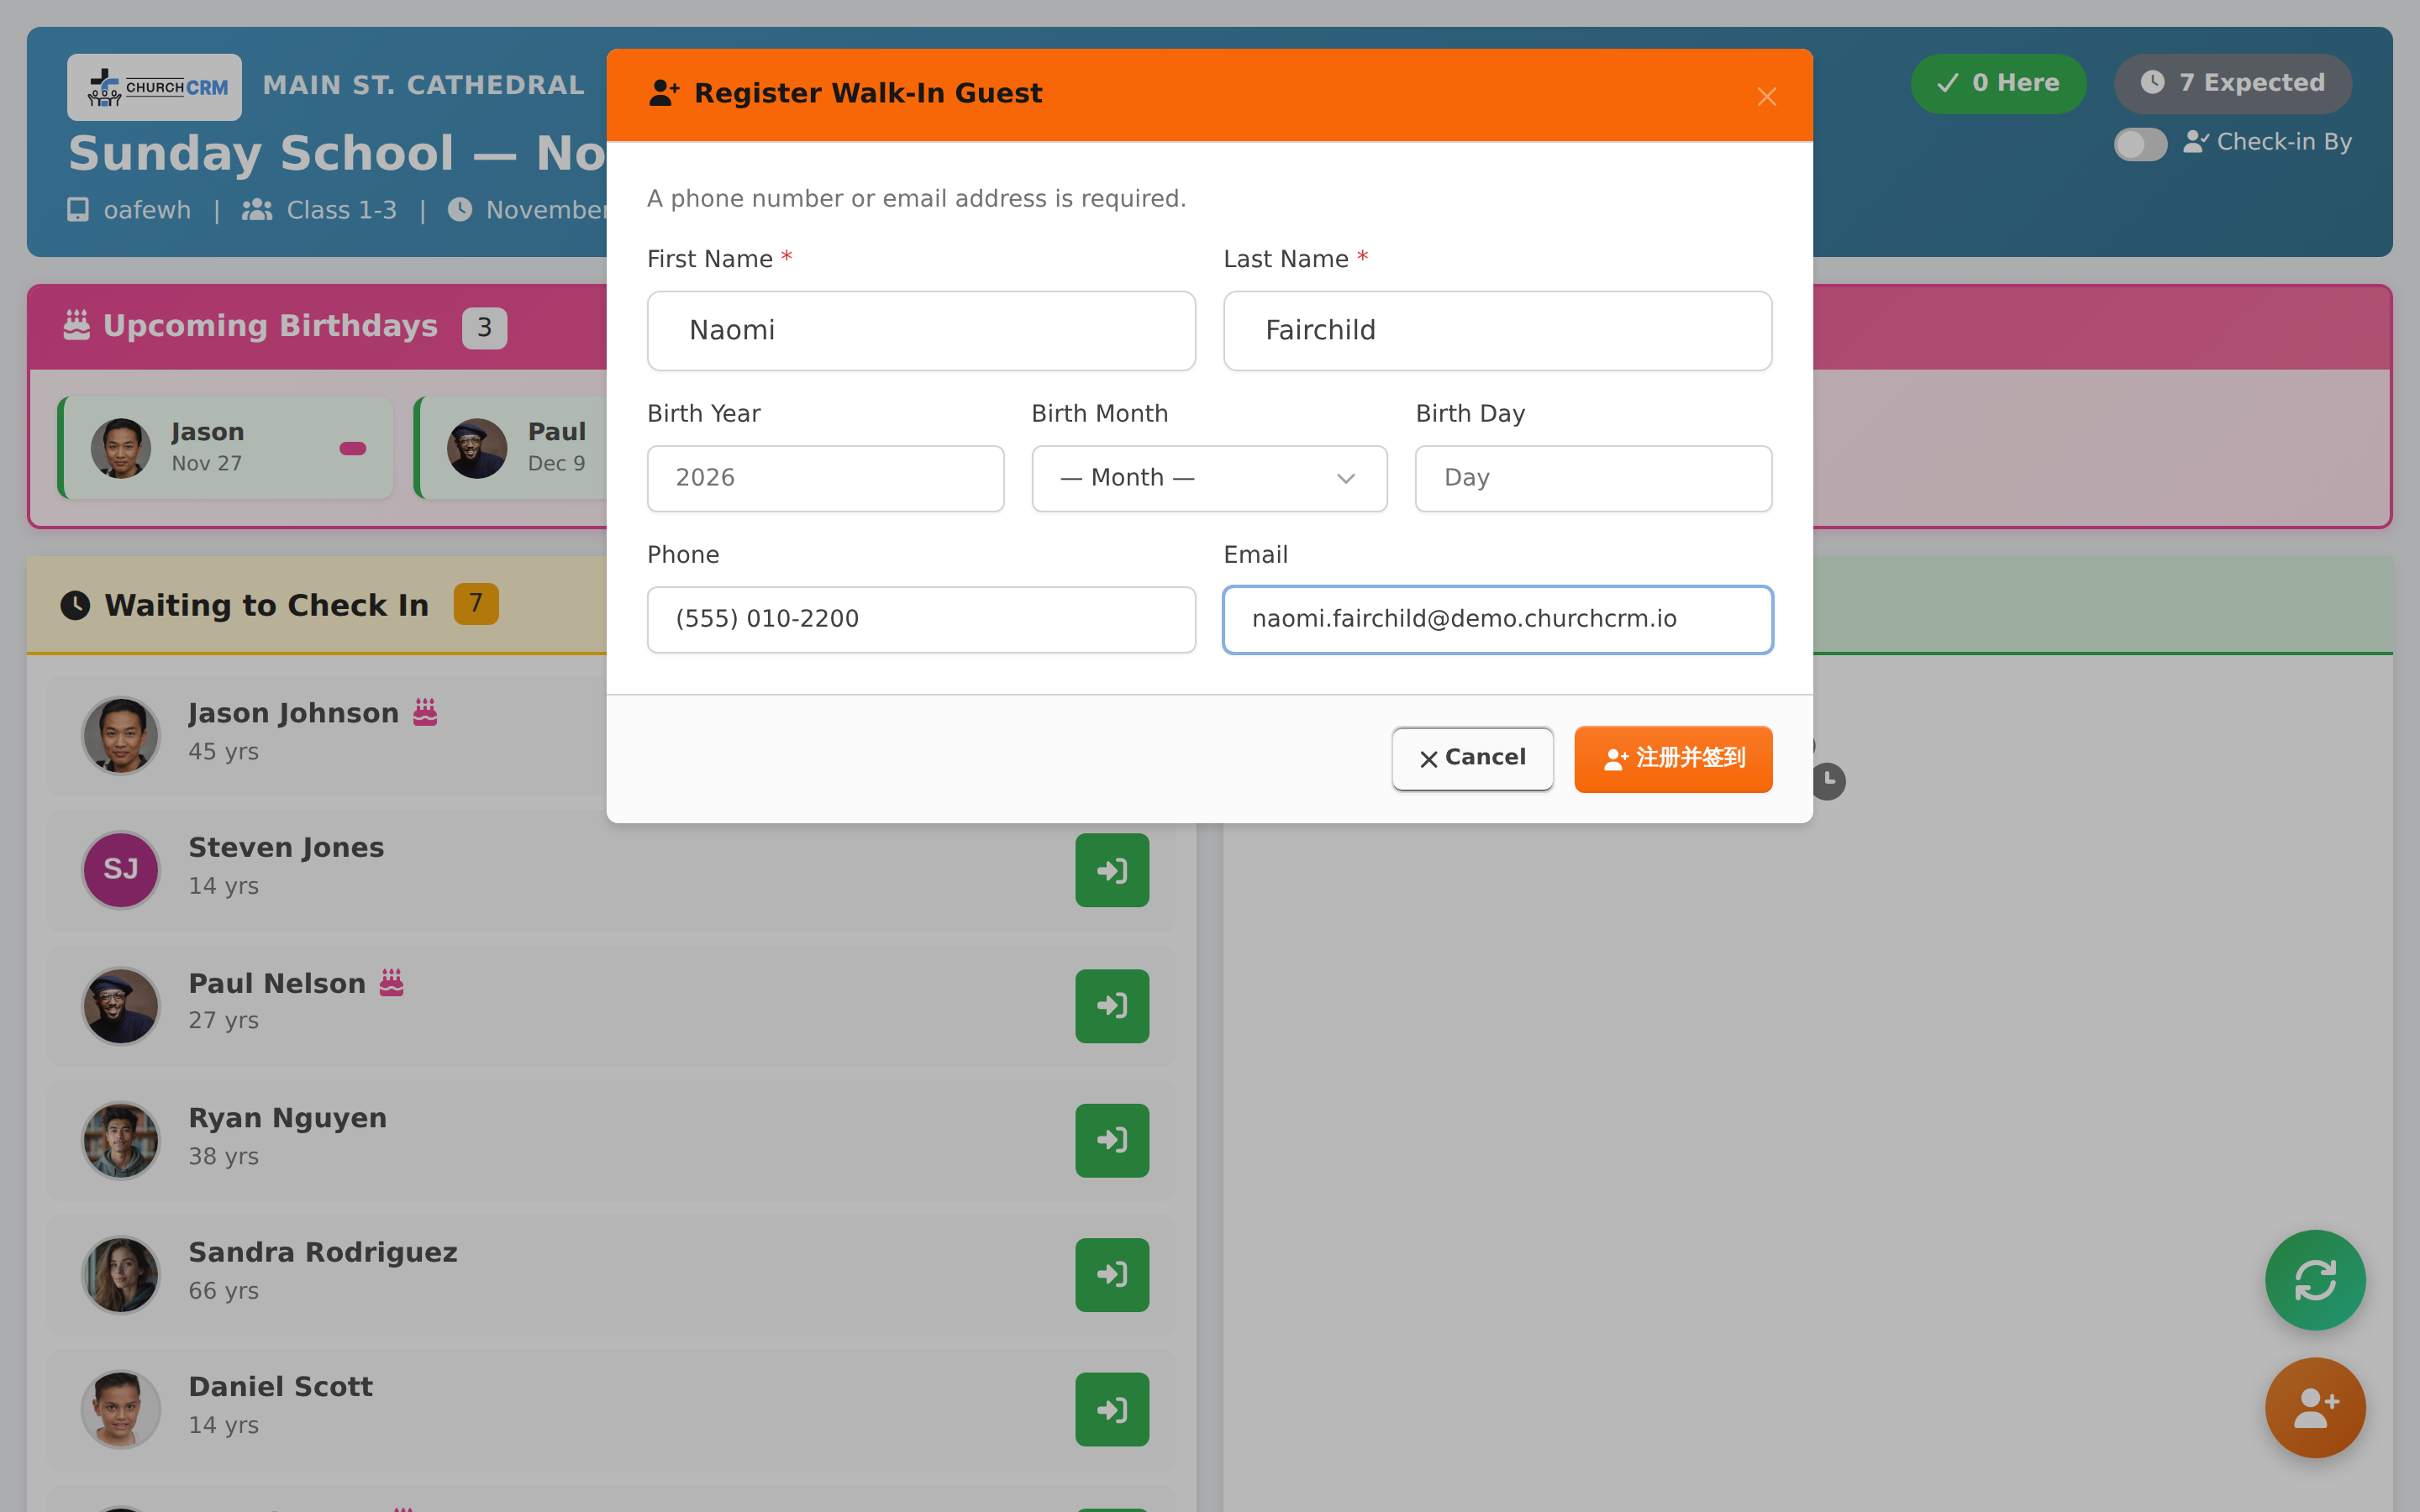 CHURCH CRM
MAIN ST. CATHEDRAL
Sunday School — No
oafewh | Class 1-3 | November
0 Here
7 Expected
Check-in By
Register Walk-In Guest
A phone number or email address is required.
First Name *
Last Name *
Naomi
Fairchild
Birth Year
Birth Month
Birth Day
2026
— Month —
Day
Phone
Email
(555) 010-2200
naomi.fairchild@demo.churchcrm.io
Cancel
注册并签到
Upcoming Birthdays 3
Jason
Nov 27
Paul
Dec 9
Waiting to Check In 7
Jason Johnson
45 yrs
SJ
Steven Jones
14 yrs
Paul Nelson
27 yrs
Ryan Nguyen
38 yrs
Sandra Rodriguez
66 yrs
Daniel Scott
14 yrs